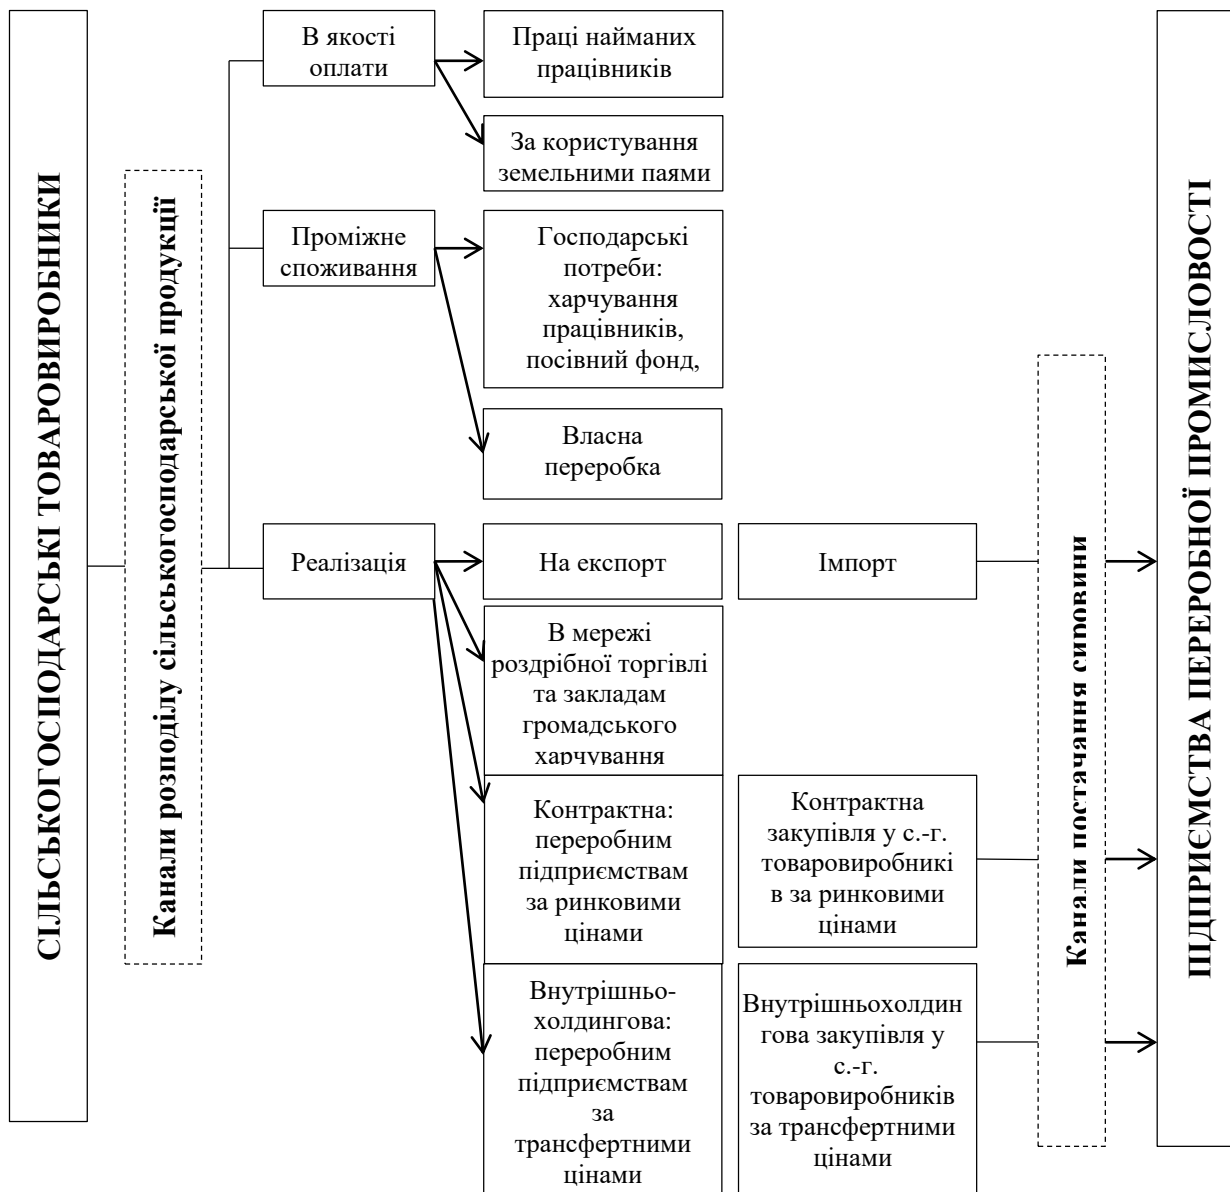 СІЛЬСЬКОГОСПОДАРСЬКІ ТОВАРОВИРОБНИКИ
Канали розподілу сільськогосподарської продукції
В якості
оплати
Праці найманих
працівників
За користування
земельними паями
Проміжне
споживання
Господарські
потреби:
харчування
працівників,
посівний фонд,
Власна
переробка
Реалізація
На експорт
Імпорт
В мережі
роздрібної торгівлі
та закладам
громадського
харчування
Контрактна:
переробним
підприємствам
за ринковими
цінами
Контрактна
закупівля у с.-г.
товаровиробникі
в за ринковими
цінами
Внутрішньо-
холдингова:
переробним
підприємствам
за
трансфертними
цінами
Внутрішньохолдин
гова закупівля у
с.-г.
товаровиробників
за трансфертними
цінами
Канали постачання сировини
ПІДПРИЄМСТВА ПЕРЕРОБНОЇ ПРОМИСЛОВОСТІ